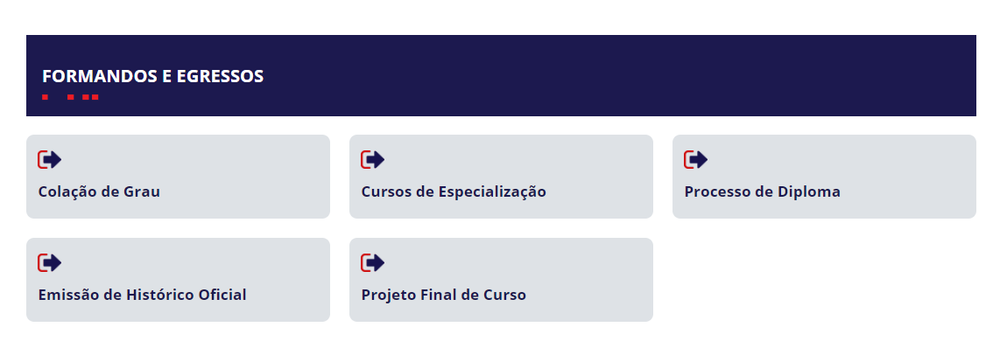 FORMANDOS E EGRESSOS
Colação de Grau
Cursos de Especialização
Processo de Diploma
Emissão de Histórico Oficial
Projeto Final de Curso